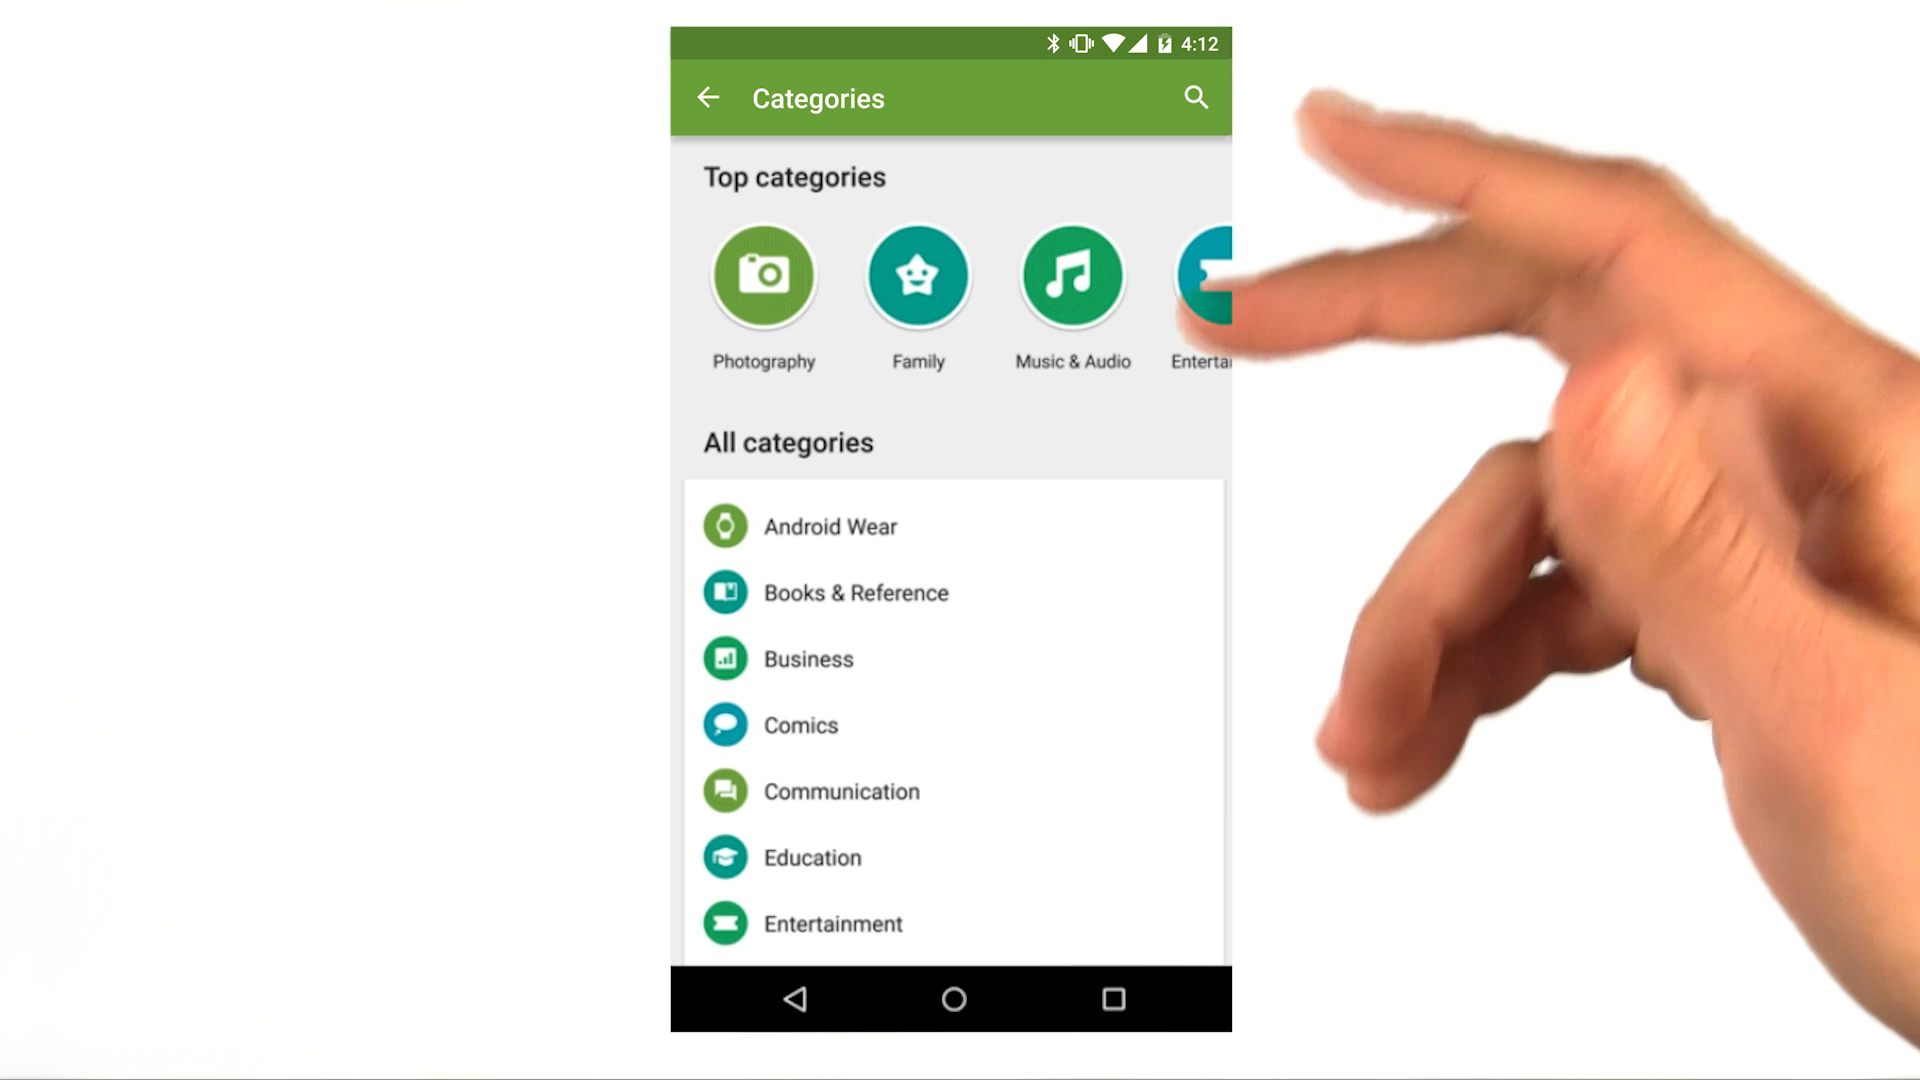 4:12
Categories
Top categories
Photography Family Music & Audio Enterta
All categories
Android Wear
Books & Reference
Business
Comics
Communication
Education
Entertainment